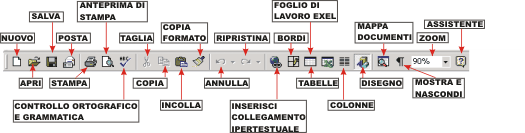 ANTEPRIMA DI
STAMPA
FOGLIO DI
LAVORO EXEL
SALVA
COPIA
FORMATO
MAPPA
DOCUMENTI
ASSISTENTE
NUOVO
POSTA
TAGLIA
RIPRISTINA
BORDI
ZOOM
90%
APRI
STAMPA
COPIA
ANNULLA
TABELLE
DISEGNO
MOSTRA E
NASCONDI
CONTROLLO ORTOGRAFICO
E GRAMMATICA
INCOLLA
INSERISCI
COLLEGAMENTO
IPERTESTUALE
COLONNE